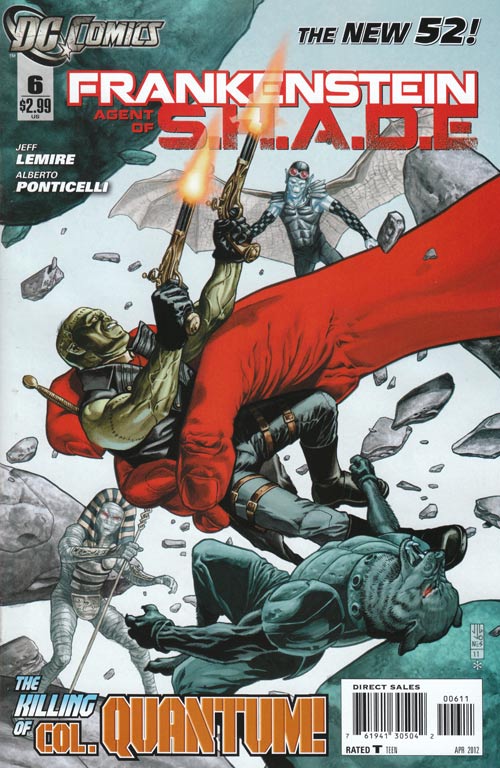 DC COMICS™
THE NEW 52!
6
$2.99
US
FRANKENSTEIN
AGENT OF
S.H.A.D.E
JEFF
LEMIRE
ALBERTO
PONTICELLI
THE
KILLING
OF COL. QUANTUM!
DIRECT SALES
00611
7 61941 30504 2
RATED T TEEN
APR 2012